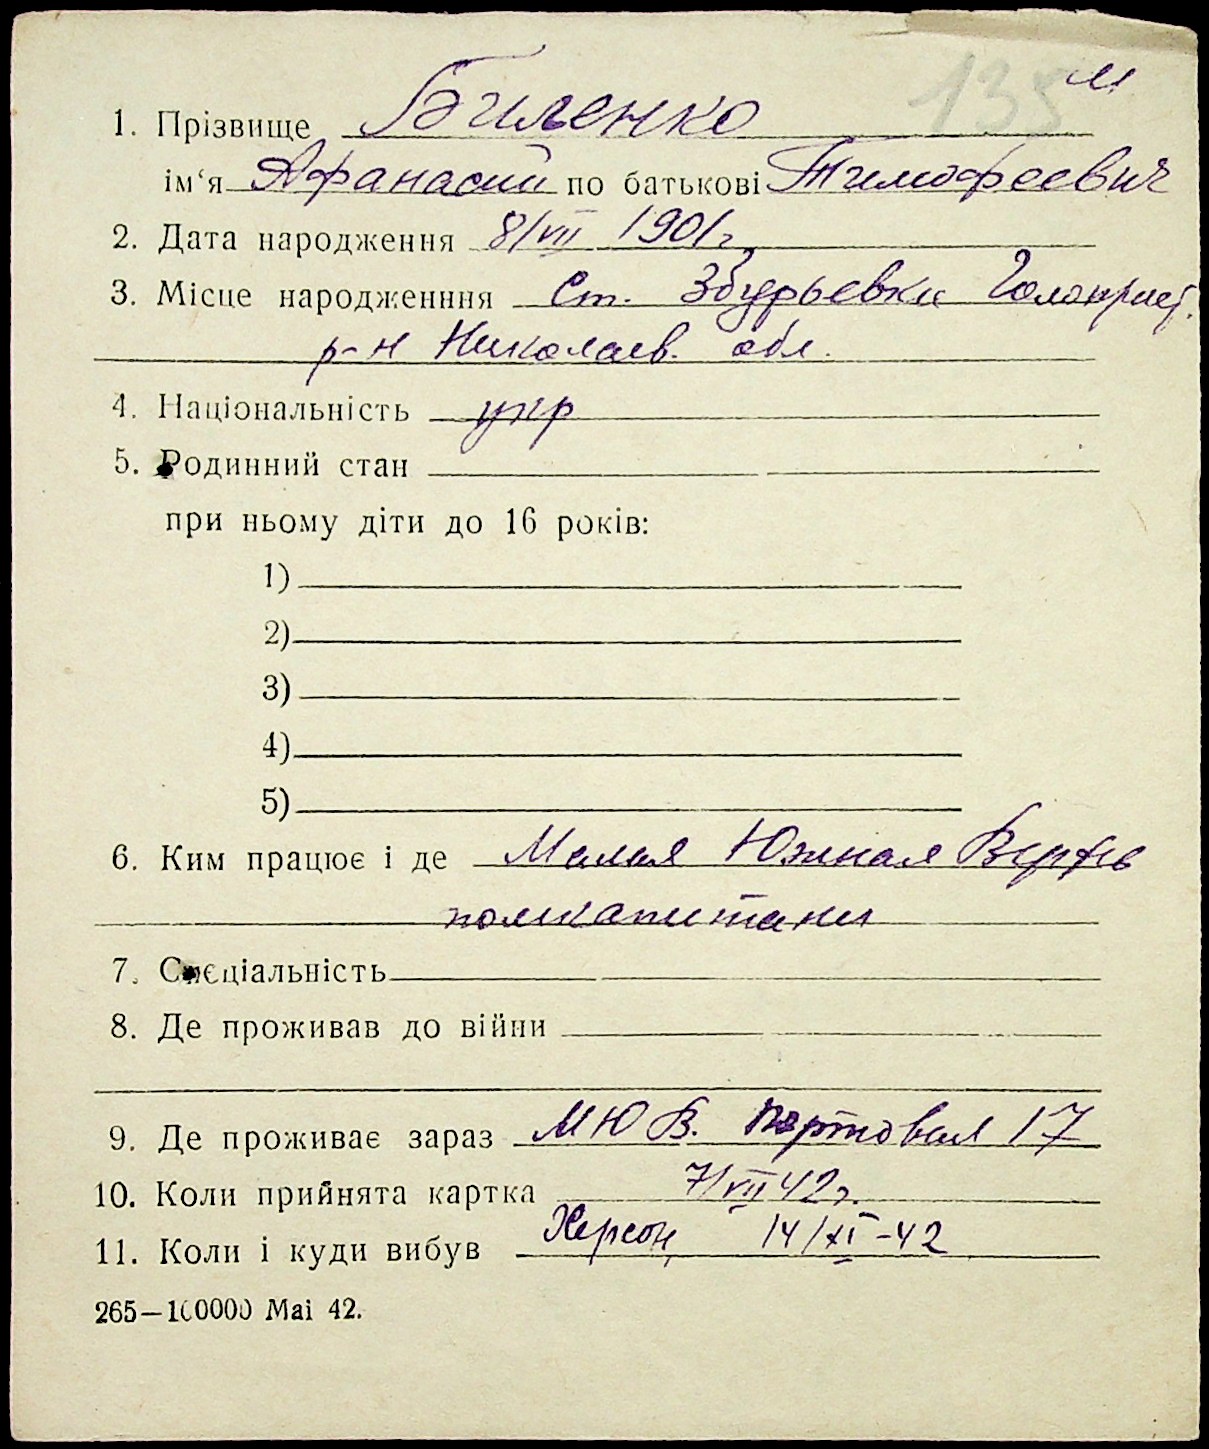 135 м
1. Прізвище Биленко
ім‘я Афанасий по батькові Тимофеевич
2. Дата народження 8/VII 1901 г.
3. Місце народженння Ст. Збурьевка Голоприст.
р-н Николаев. обл.
4. Національність укр
5. Родинний стан
при ньому діти до 16 років:
1)
2)
3)
4)
5)
6. Ким працює і де Малая Южная Верфь
помкапитана
7. Спеціальність
8. Де проживав до війни
9. Де проживає зараз МЮВ. Портовая 17
10. Коли прийнята картка 7/VII 42г.
11. Коли і куди вибув Херсон 14/XI-42
265—100000 Mai 42.